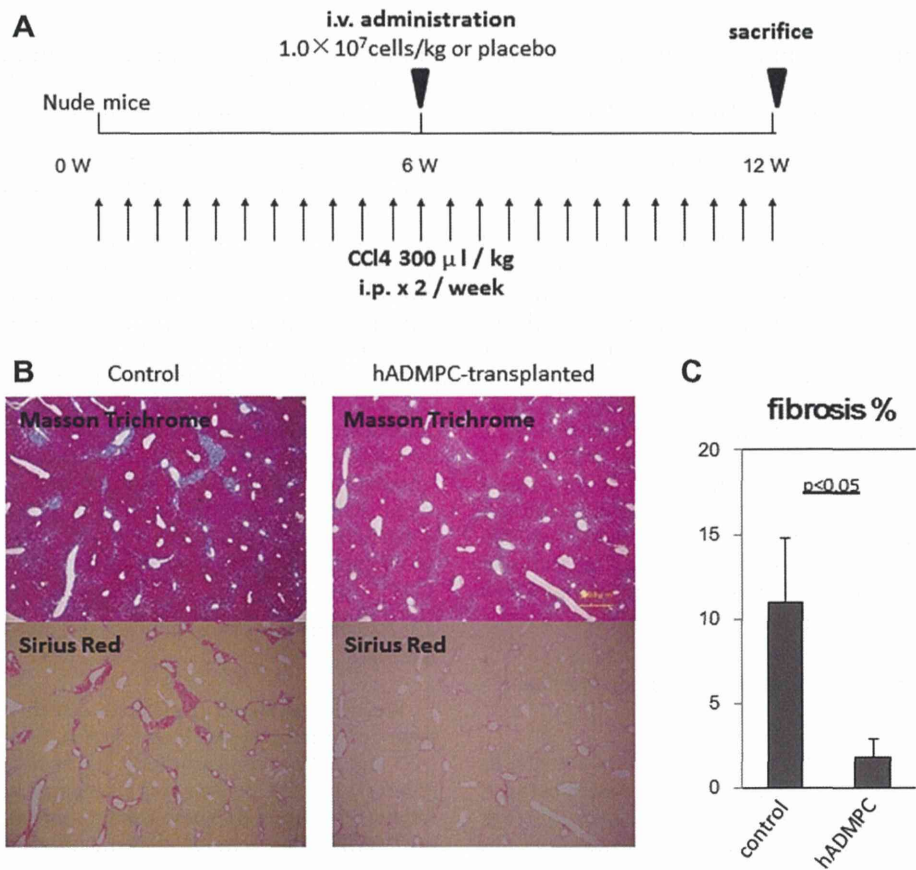 A
i.v. administration
1.0×10⁷cells/kg or placebo
sacrifice
Nude mice
0 W
6 W
12 W
CCl4 300 μl / kg
i.p. x 2 / week
B
Control
hADMPC-transplanted
Masson Trichrome
Masson Trichrome
Sirius Red
Sirius Red
C
fibrosis %
20
p<0.05
15
10
5
0
control
hADMPC